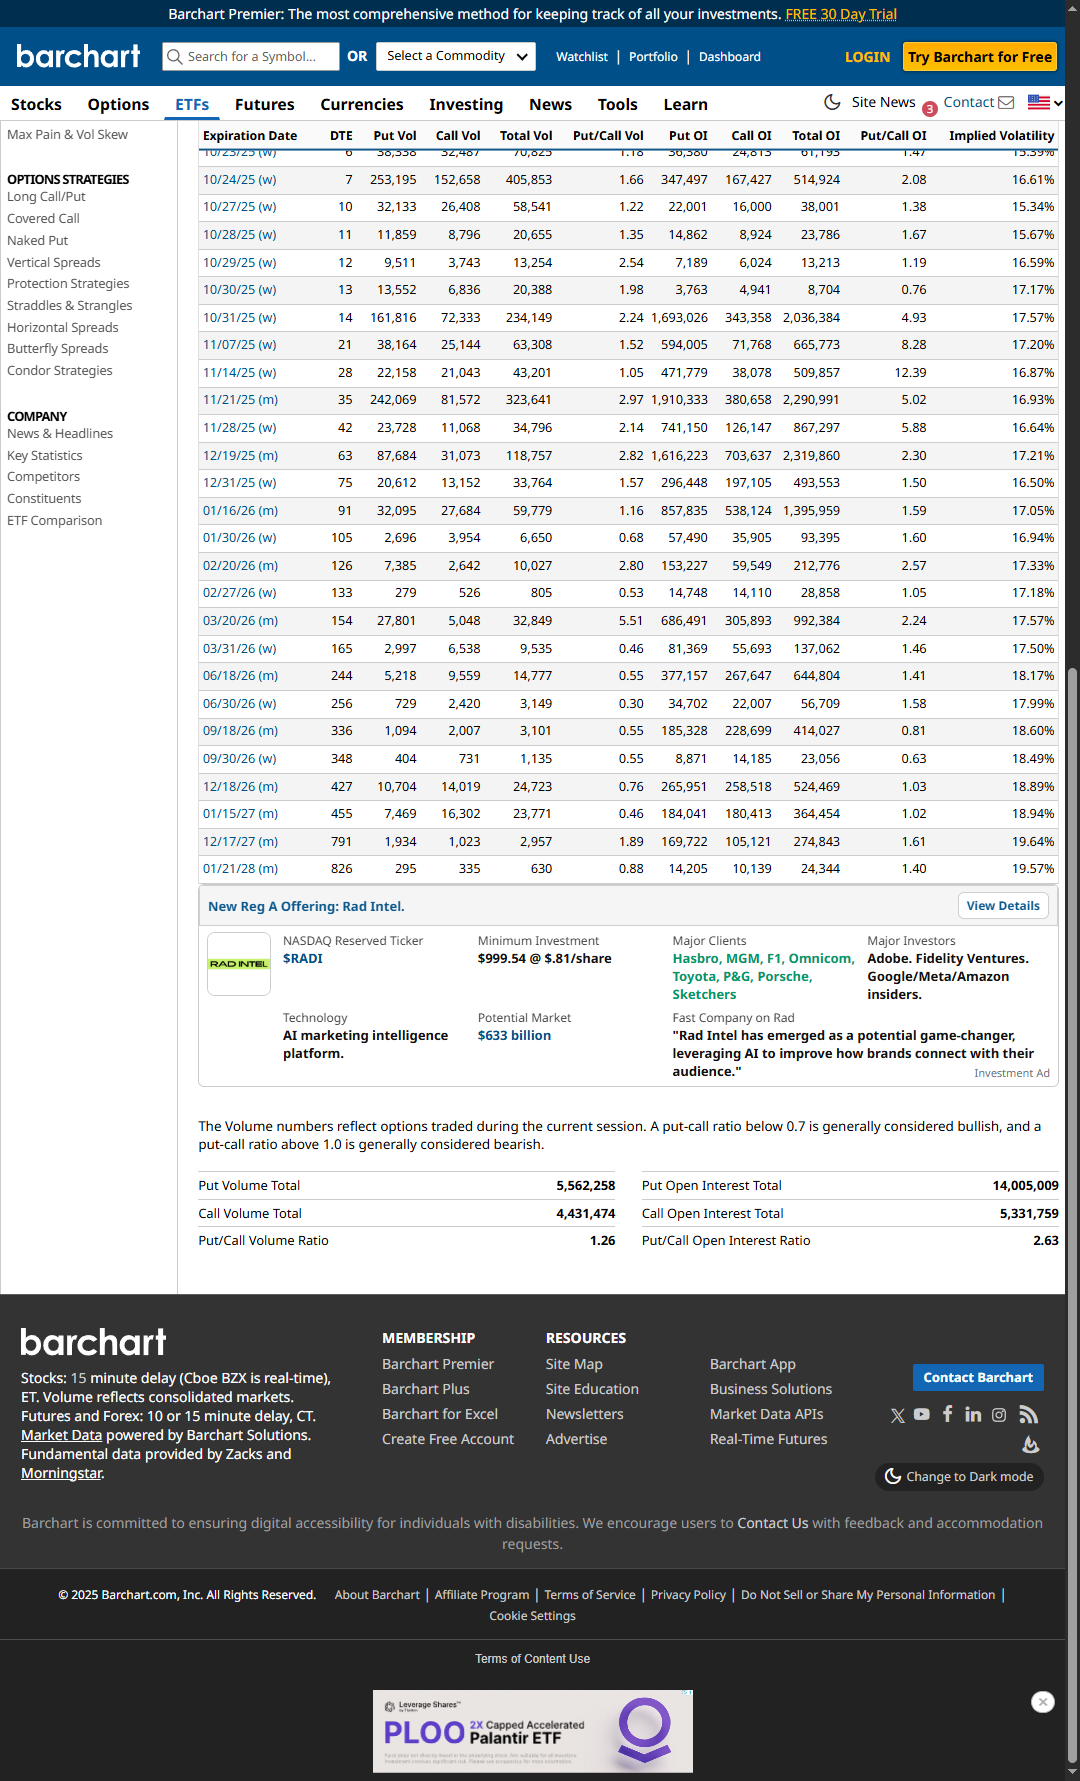 Barchart Premier: The most comprehensive method for keeping track of all your investments. FREE 30 Day Trial
barchart Search for a Symbol... OR Select a Commodity Watchlist | Portfolio | Dashboard LOGIN Try Barchart for Free
Stocks Options ETFs Futures Currencies Investing News Tools Learn Site News 3 Contact
Max Pain & Vol Skew
OPTIONS STRATEGIES
Long Call/Put
Covered Call
Naked Put
Vertical Spreads
Protection Strategies
Straddles & Strangles
Horizontal Spreads
Butterfly Spreads
Condor Strategies
COMPANY
News & Headlines
Key Statistics
Competitors
Constituents
ETF Comparison
Expiration Date DTE Put Vol Call Vol Total Vol Put/Call Vol Put OI Call OI Total OI Put/Call OI Implied Volatility
10/23/25 (w) 6 38,338 32,487 70,825 1.18 36,380 24,813 61,193 1.47 15.39%
10/24/25 (w) 7 253,195 152,658 405,853 1.66 347,497 167,427 514,924 2.08 16.61%
10/27/25 (w) 10 32,133 26,408 58,541 1.22 22,001 16,000 38,001 1.38 15.34%
10/28/25 (w) 11 11,859 8,796 20,655 1.35 14,862 8,924 23,786 1.67 15.67%
10/29/25 (w) 12 9,511 3,743 13,254 2.54 7,189 6,024 13,213 1.19 16.59%
10/30/25 (w) 13 13,552 6,836 20,388 1.98 3,763 4,941 8,704 0.76 17.17%
10/31/25 (w) 14 161,816 72,333 234,149 2.24 1,693,026 343,358 2,036,384 4.93 17.57%
11/07/25 (w) 21 38,164 25,144 63,308 1.52 594,005 71,768 665,773 8.28 17.20%
11/14/25 (w) 28 22,158 21,043 43,201 1.05 471,779 38,078 509,857 12.39 16.87%
11/21/25 (m) 35 242,069 81,572 323,641 2.97 1,910,333 380,658 2,290,991 5.02 16.93%
11/28/25 (w) 42 23,728 11,068 34,796 2.14 741,150 126,147 867,297 5.88 16.64%
12/19/25 (m) 63 87,684 31,073 118,757 2.82 1,616,223 703,637 2,319,860 2.30 17.21%
12/31/25 (w) 75 20,612 13,152 33,764 1.57 296,448 197,105 493,553 1.50 16.50%
01/16/26 (m) 91 32,095 27,684 59,779 1.16 857,835 538,124 1,395,959 1.59 17.05%
01/30/26 (w) 105 2,696 3,954 6,650 0.68 57,490 35,905 93,395 1.60 16.94%
02/20/26 (m) 126 7,385 2,642 10,027 2.80 153,227 59,549 212,776 2.57 17.33%
02/27/26 (w) 133 279 526 805 0.53 14,748 14,110 28,858 1.05 17.18%
03/20/26 (m) 154 27,801 5,048 32,849 5.51 686,491 305,893 992,384 2.24 17.57%
03/31/26 (w) 165 2,997 6,538 9,535 0.46 81,369 55,693 137,062 1.46 17.50%
06/18/26 (m) 244 5,218 9,559 14,777 0.55 377,157 267,647 644,804 1.41 18.17%
06/30/26 (w) 256 729 2,420 3,149 0.30 34,702 22,007 56,709 1.58 17.99%
09/18/26 (m) 336 1,094 2,007 3,101 0.55 185,328 228,699 414,027 0.81 18.60%
09/30/26 (w) 348 404 731 1,135 0.55 8,871 14,185 23,056 0.63 18.49%
12/18/26 (m) 427 10,704 14,019 24,723 0.76 265,951 258,518 524,469 1.03 18.89%
01/15/27 (m) 455 7,469 16,302 23,771 0.46 184,041 180,413 364,454 1.02 18.94%
12/17/27 (m) 791 1,934 1,023 2,957 1.89 169,722 105,121 274,843 1.61 19.64%
01/21/28 (m) 826 295 335 630 0.88 14,205 10,139 24,344 1.40 19.57%
New Reg A Offering: Rad Intel. View Details
RAD INTEL
NASDAQ Reserved Ticker
$RADI
Minimum Investment
$999.54 @ $.81/share
Major Clients
Hasbro, MGM, F1, Omnicom,
Toyota, P&G, Porsche,
Sketchers
Major Investors
Adobe. Fidelity Ventures.
Google/Meta/Amazon
insiders.
Technology
AI marketing intelligence
platform.
Potential Market
$633 billion
Fast Company on Rad
"Rad Intel has emerged as a potential game-changer,
leveraging AI to improve how brands connect with their
audience."
Investment Ad
The Volume numbers reflect options traded during the current session. A put-call ratio below 0.7 is generally considered bullish, and a
put-call ratio above 1.0 is generally considered bearish.
Put Volume Total 5,562,258 Put Open Interest Total 14,005,009
Call Volume Total 4,431,474 Call Open Interest Total 5,331,759
Put/Call Volume Ratio 1.26 Put/Call Open Interest Ratio 2.63
barchart
Stocks: 15 minute delay (Cboe BZX is real-time),
ET. Volume reflects consolidated markets.
Futures and Forex: 10 or 15 minute delay, CT.
Market Data powered by Barchart Solutions.
Fundamental data provided by Zacks and
Morningstar.
MEMBERSHIP
Barchart Premier
Barchart Plus
Barchart for Excel
Create Free Account
RESOURCES
Site Map
Site Education
Newsletters
Advertise
Barchart App
Business Solutions
Market Data APIs
Real-Time Futures
Contact Barchart
Change to Dark mode
Barchart is committed to ensuring digital accessibility for individuals with disabilities. We encourage users to Contact Us with feedback and accommodation
requests.
© 2025 Barchart.com, Inc. All Rights Reserved. About Barchart | Affiliate Program | Terms of Service | Privacy Policy | Do Not Sell or Share My Personal Information |
Cookie Settings
Terms of Content Use
Leverage Shares™
PLOO 2X Capped Accelerated
Palantir ETF